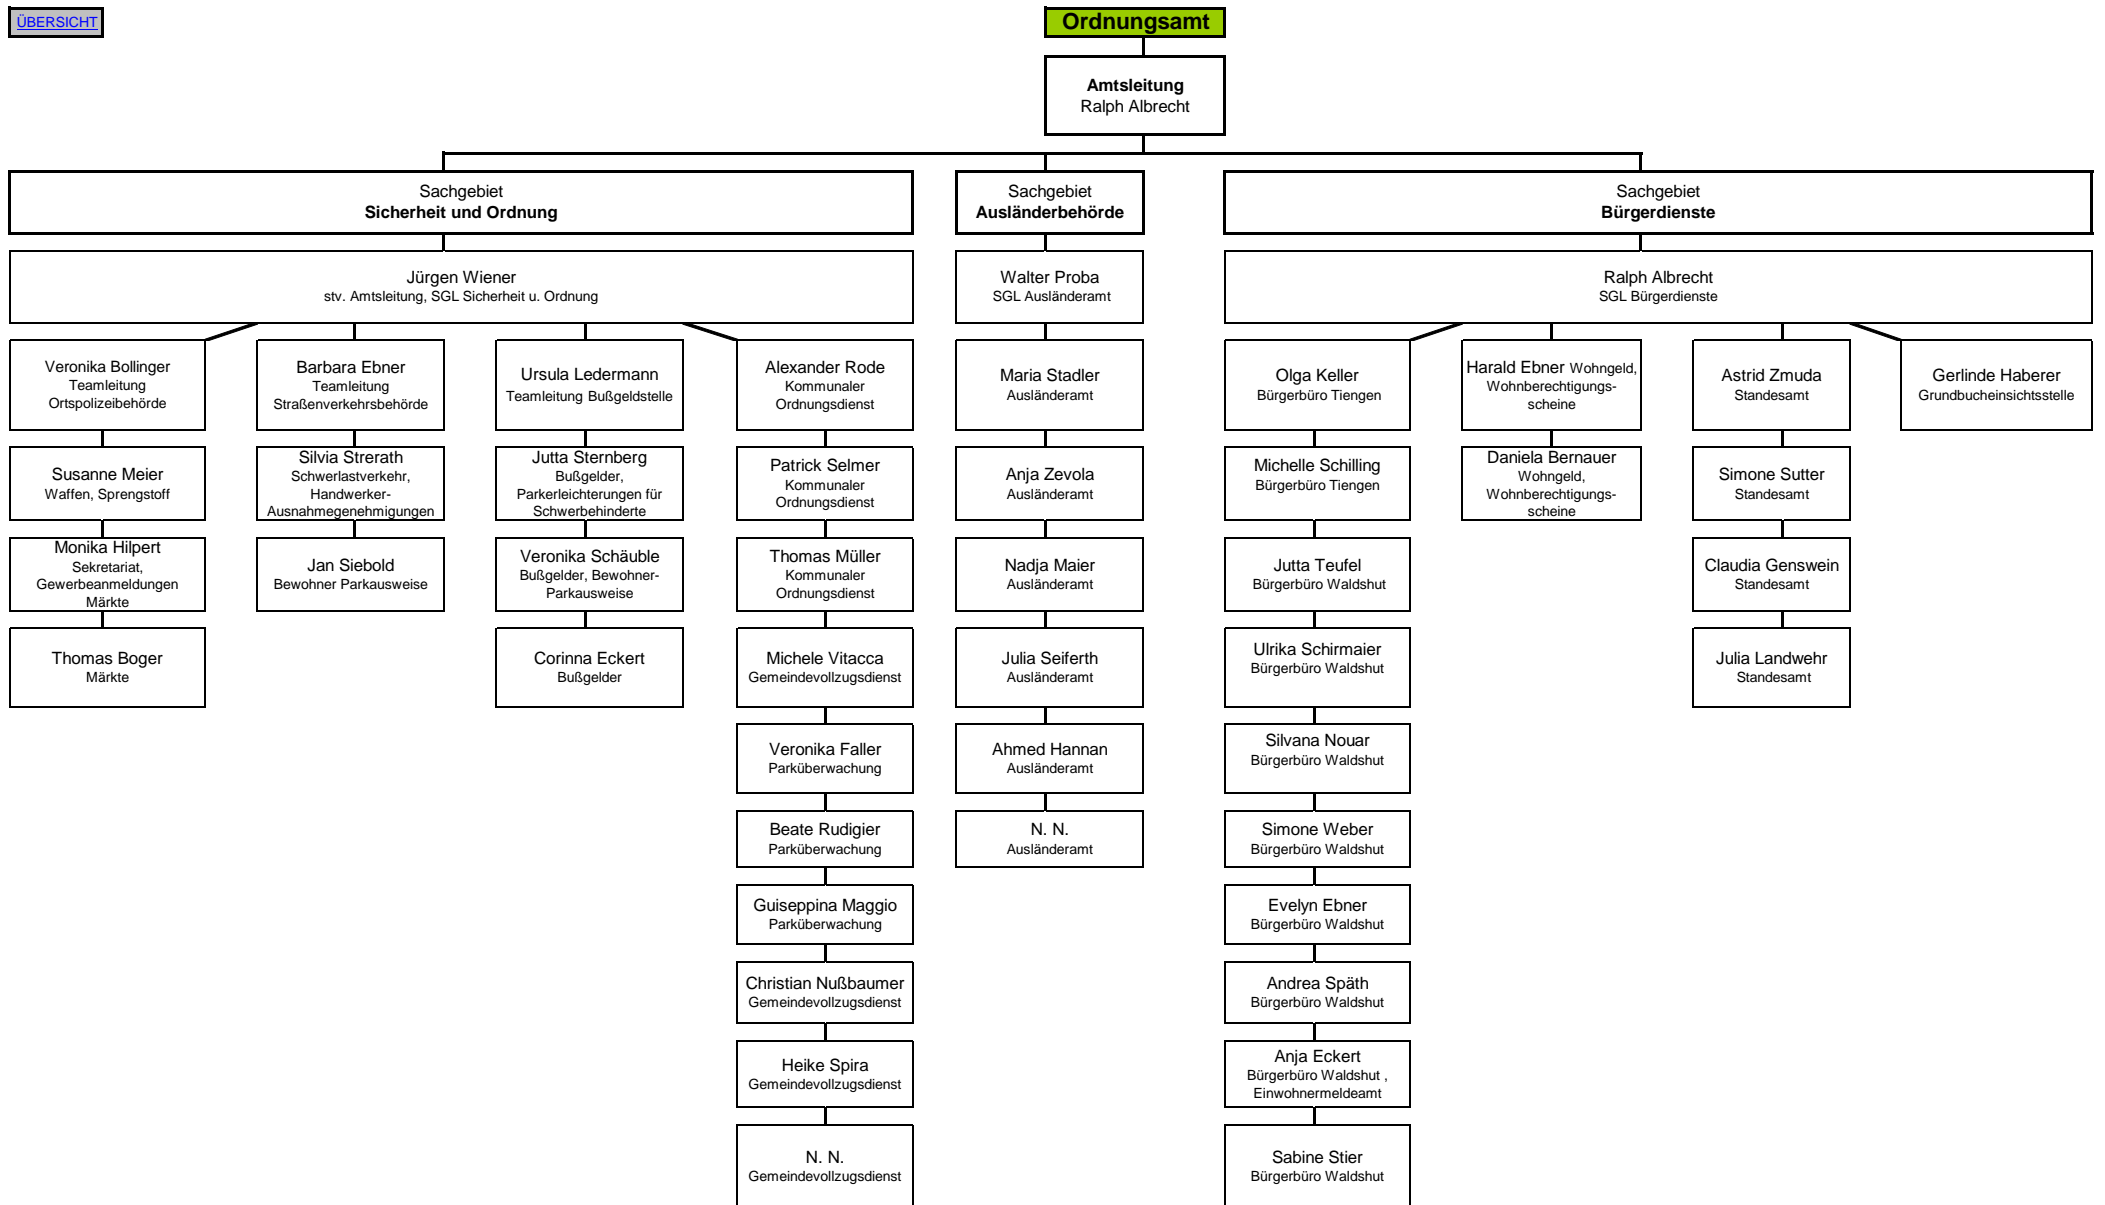 ÜBERSICHT
Ordnungsamt
Amtsleitung
Ralph Albrecht
Sachgebiet
Sicherheit und Ordnung
Sachgebiet
Ausländerbehörde
Sachgebiet
Bürgerdienste
Jürgen Wiener
stv. Amtsleitung, SGL Sicherheit u. Ordnung
Walter Proba
SGL Ausländeramt
Ralph Albrecht
SGL Bürgerdienste
Veronika Bollinger
Teamleitung
Ortspolizeibehörde
Susanne Meier
Waffen, Sprengstoff
Monika Hilpert
Sekretariat,
Gewerbeanmeldungen
Märkte
Thomas Boger
Märkte
Barbara Ebner
Teamleitung
Straßenverkehrsbehörde
Silvia Strerath
Schwerlastverkehr,
Handwerker-
Ausnahmegenehmigungen
Jan Siebold
Bewohner Parkausweise
Ursula Ledermann
Teamleitung Bußgeldstelle
Jutta Sternberg
Bußgelder,
Parkerleichterungen für
Schwerbehinderte
Veronika Schäuble
Bußgelder, Bewohner-
Parkausweise
Corinna Eckert
Bußgelder
Alexander Rode
Kommunaler
Ordnungsdienst
Patrick Selmer
Kommunaler
Ordnungsdienst
Thomas Müller
Kommunaler
Ordnungsdienst
Michele Vitacca
Gemeindevollzugsdienst
Veronika Faller
Parküberwachung
Beate Rudigier
Parküberwachung
Guiseppina Maggio
Parküberwachung
Christian Nußbaumer
Gemeindevollzugsdienst
Heike Spira
Gemeindevollzugsdienst
N. N.
Gemeindevollzugsdienst
Maria Stadler
Ausländeramt
Anja Zevola
Ausländeramt
Nadja Maier
Ausländeramt
Julia Seiferth
Ausländeramt
Ahmed Hannan
Ausländeramt
N. N.
Ausländeramt
Olga Keller
Bürgerbüro Tiengen
Michelle Schilling
Bürgerbüro Tiengen
Jutta Teufel
Bürgerbüro Waldshut
Ulrika Schirmaier
Bürgerbüro Waldshut
Silvana Nouar
Bürgerbüro Waldshut
Simone Weber
Bürgerbüro Waldshut
Evelyn Ebner
Bürgerbüro Waldshut
Andrea Späth
Bürgerbüro Waldshut
Anja Eckert
Bürgerbüro Waldshut ,
Einwohnermeldeamt
Sabine Stier
Bürgerbüro Waldshut
Harald Ebner Wohngeld,
Wohnberechtigungs-
scheine
Daniela Bernauer
Wohngeld,
Wohnberechtigungs-
scheine
Astrid Zmuda
Standesamt
Simone Sutter
Standesamt
Claudia Genswein
Standesamt
Julia Landwehr
Standesamt
Gerlinde Haberer
Grundbucheinsichtsstelle